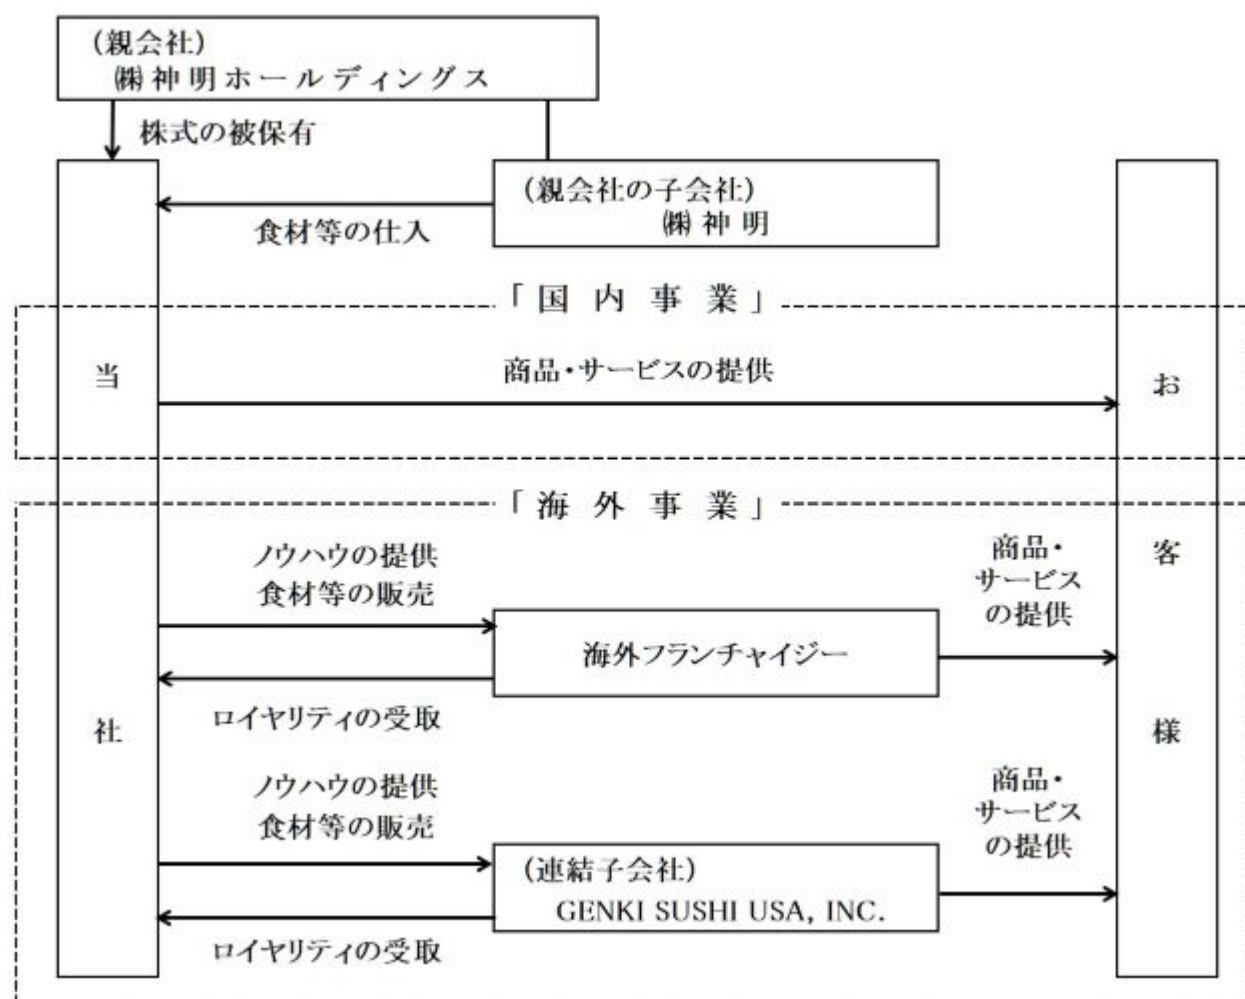 （親会社）
㈱神明ホールディングス
株式の被保有
（親会社の子会社）
㈱神明
食材等の仕入
「国内事業」
商品・サービスの提供
当社
お客様
「海外事業」
ノウハウの提供
食材等の販売
商品・
サービス
の提供
海外フランチャイジー
ロイヤリティの受取
ノウハウの提供
食材等の販売
商品・
サービス
の提供
（連結子会社）
GENKI SUSHI USA, INC.
ロイヤリティの受取